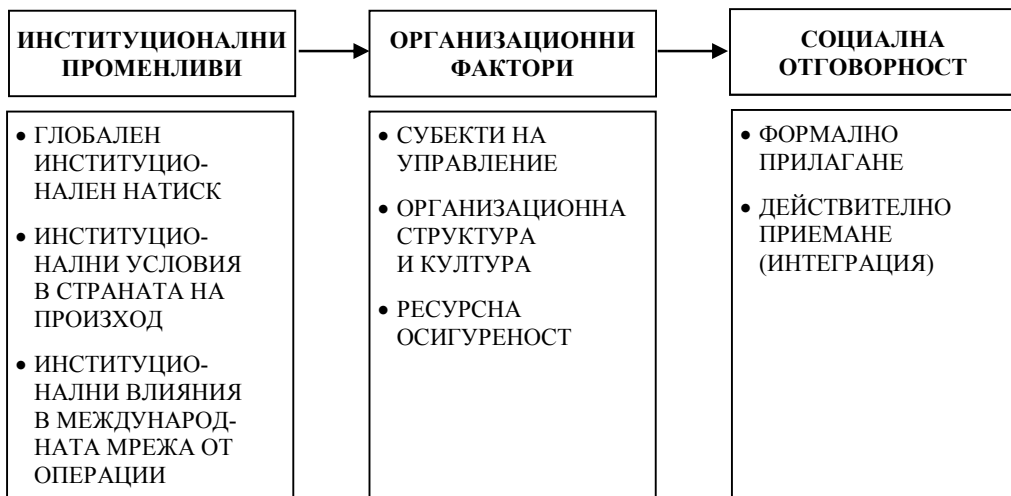 ИНСТИТУЦИОНАЛНИ
ПРОМЕНЛИВИ
ОРГАНИЗАЦИОННИ
ФАКТОРИ
СОЦИАЛНА
ОТГОВОРНОСТ
• ГЛОБАЛЕН
ИНСТИТУЦИО-
НАЛЕН НАТИСК
• ИНСТИТУЦИО-
НАЛНИ УСЛОВИЯ
В СТРАНАТА НА
ПРОИЗХОД
• ИНСТИТУЦИО-
НАЛНИ ВЛИЯНИЯ
В МЕЖДУНАРОД-
НАТА МРЕЖА ОТ
ОПЕРАЦИИ
• СУБЕКТИ НА
УПРАВЛЕНИЕ
• ОРГАНИЗАЦИОННА
СТРУКТУРА
И КУЛТУРА
• РЕСУРСНА
ОСИГУРЕНОСТ
• ФОРМАЛНО
ПРИЛАГАНЕ
• ДЕЙСТВИТЕЛНО
ПРИЕМАНЕ
(ИНТЕГРАЦИЯ)